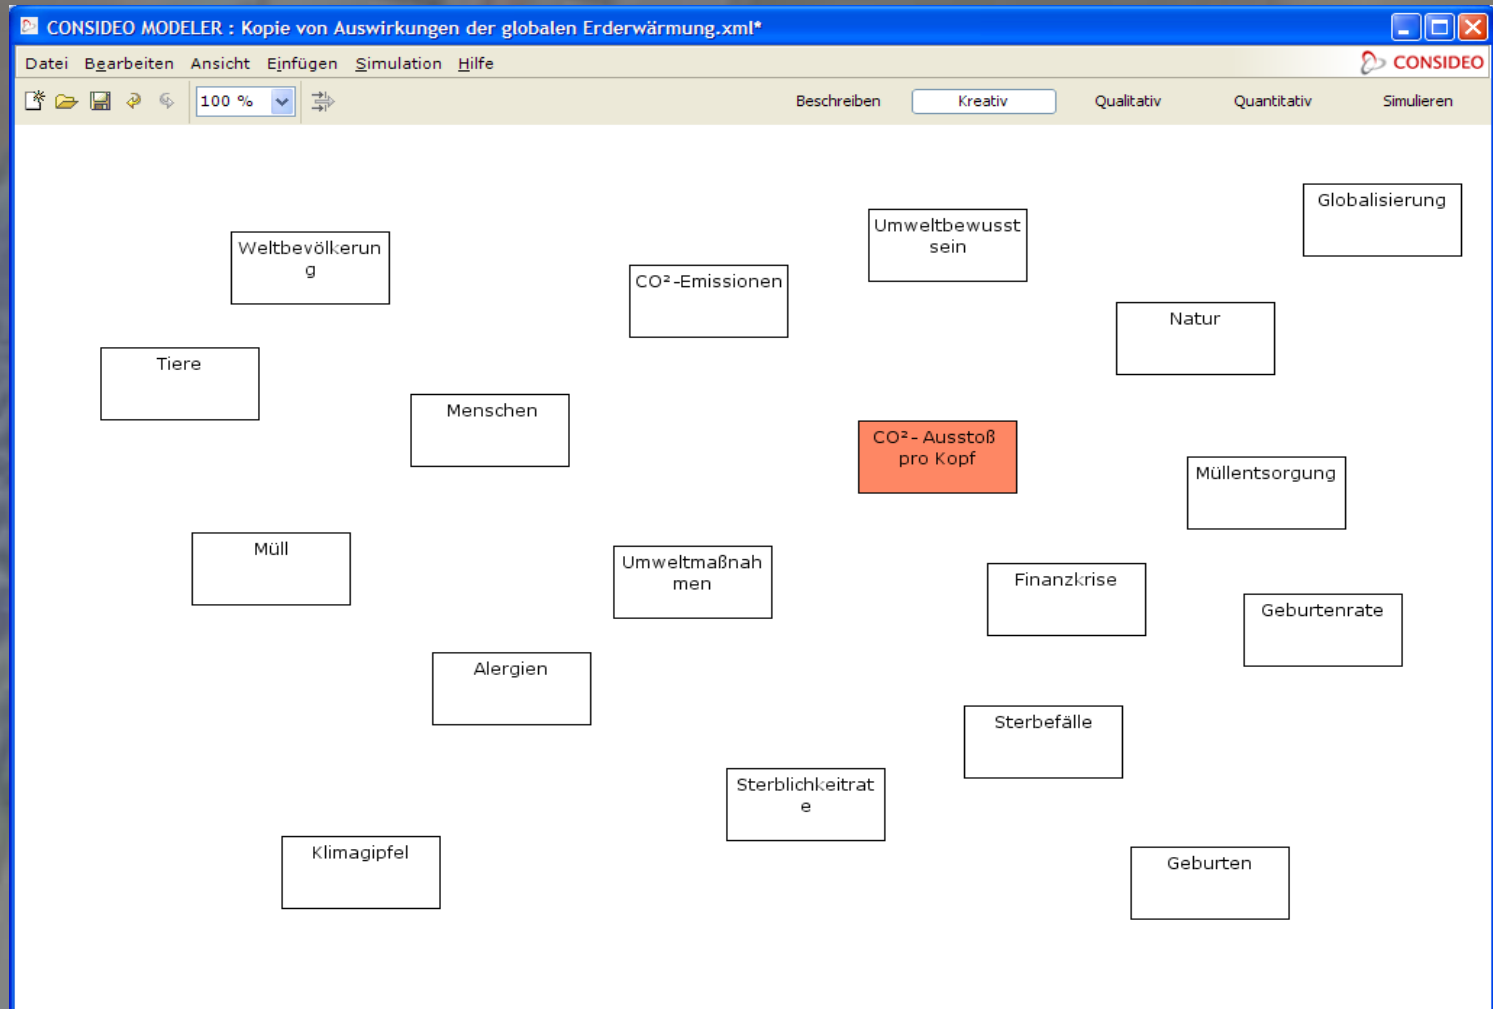 CONSIDEO MODELER : Kopie von Auswirkungen der globalen Erderwärmung.xml*
Datei Bearbeiten Ansicht Einfügen Simulation Hilfe
CONSIDEO
100 %
Beschreiben Kreativ Qualitativ Quantitativ Simulieren
Globalisierung
Umweltbewusst
sein
Weltbevölkerun
g
CO²-Emissionen
Natur
Tiere
Menschen
CO²- Ausstoß
pro Kopf
Müllentsorgung
Müll
Umweltmaßnah
men
Finanzkrise
Geburtenrate
Alergien
Sterbefälle
Sterblichkeitrat
e
Klimagipfel
Geburten